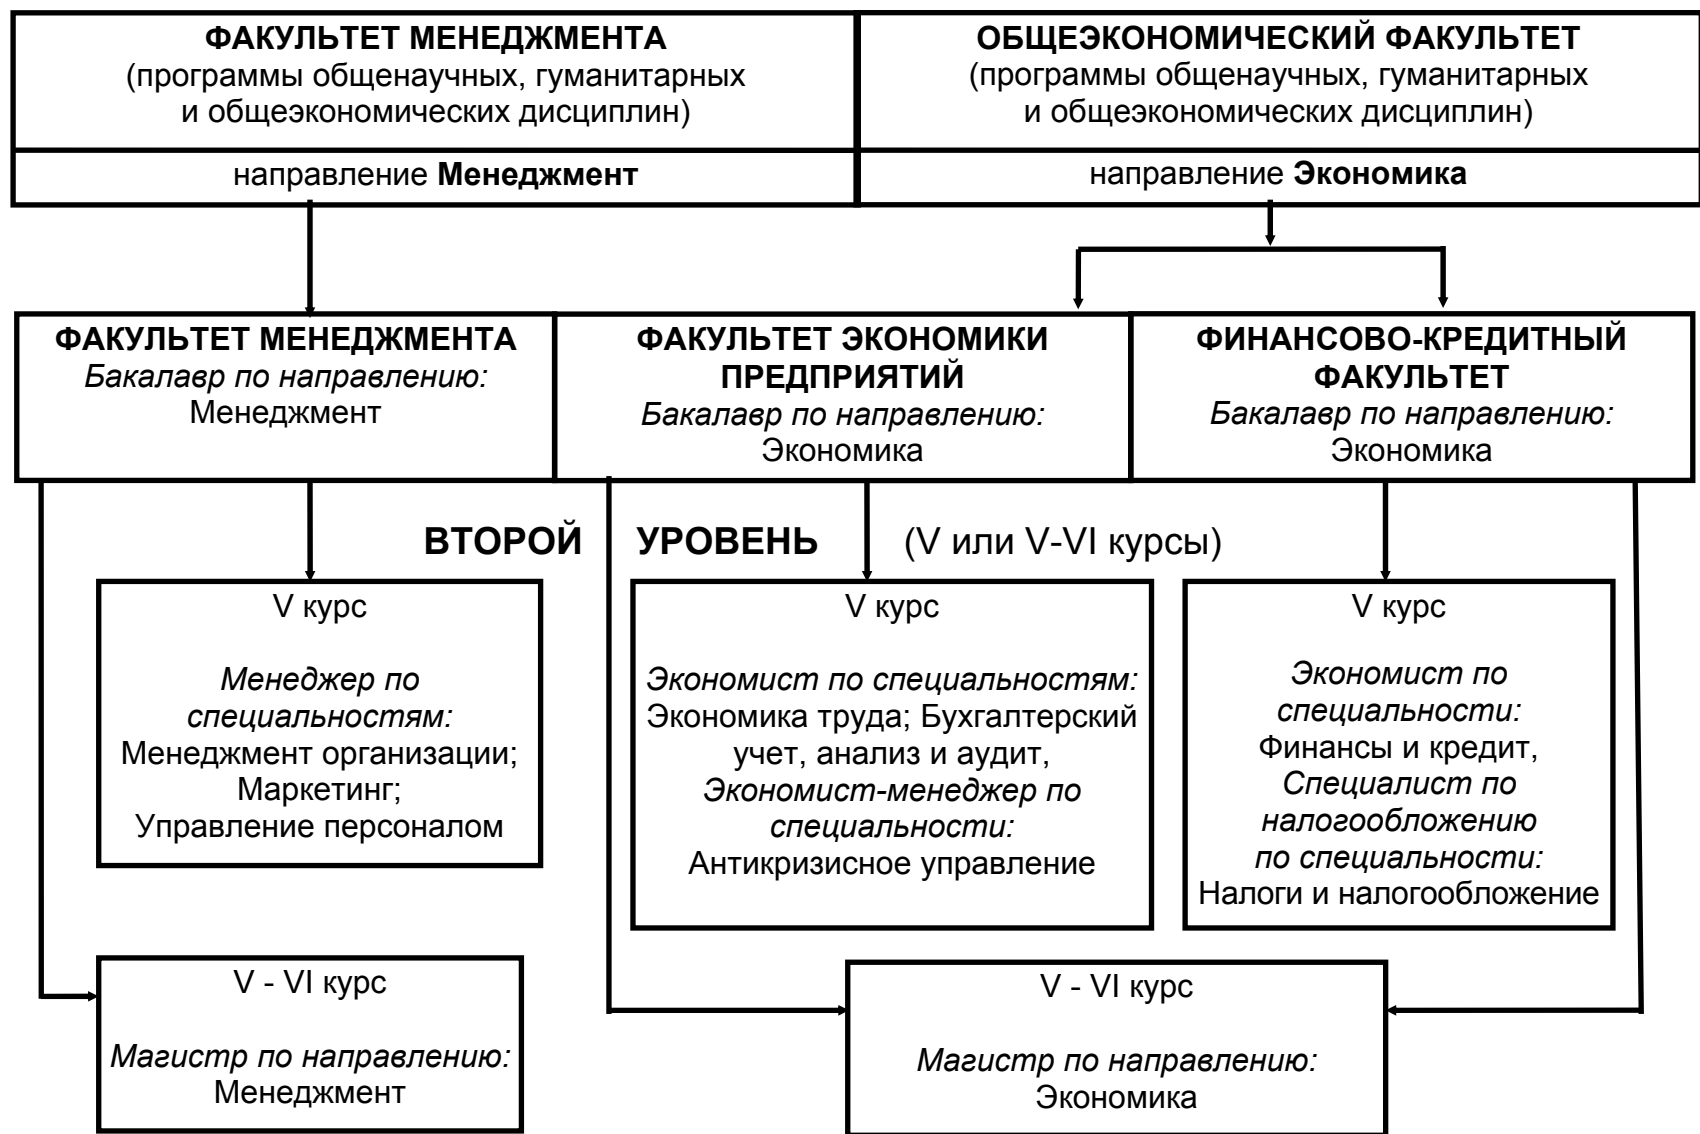 ФАКУЛЬТЕТ МЕНЕДЖМЕНТА
(программы общенаучных, гуманитарных
и общеэкономических дисциплин)
направление Менеджмент
ОБЩЕЭКОНОМИЧЕСКИЙ ФАКУЛЬТЕТ
(программы общенаучных, гуманитарных
и общеэкономических дисциплин)
направление Экономика
ФАКУЛЬТЕТ МЕНЕДЖМЕНТА
Бакалавр по направлению:
Менеджмент
ФАКУЛЬТЕТ ЭКОНОМИКИ
ПРЕДПРИЯТИЙ
Бакалавр по направлению:
Экономика
ФИНАНСОВО-КРЕДИТНЫЙ
ФАКУЛЬТЕТ
Бакалавр по направлению:
Экономика
ВТОРОЙ УРОВЕНЬ (V или V-VI курсы)
V курс
Менеджер по
специальностям:
Менеджмент организации;
Маркетинг;
Управление персоналом
V курс
Экономист по специальностям:
Экономика труда; Бухгалтерский
учет, анализ и аудит,
Экономист-менеджер по
специальности:
Антикризисное управление
V курс
Экономист по
специальности:
Финансы и кредит,
Специалист по
налогообложению
по специальности:
Налоги и налогообложение
V - VI курс
Магистр по направлению:
Менеджмент
V - VI курс
Магистр по направлению:
Экономика